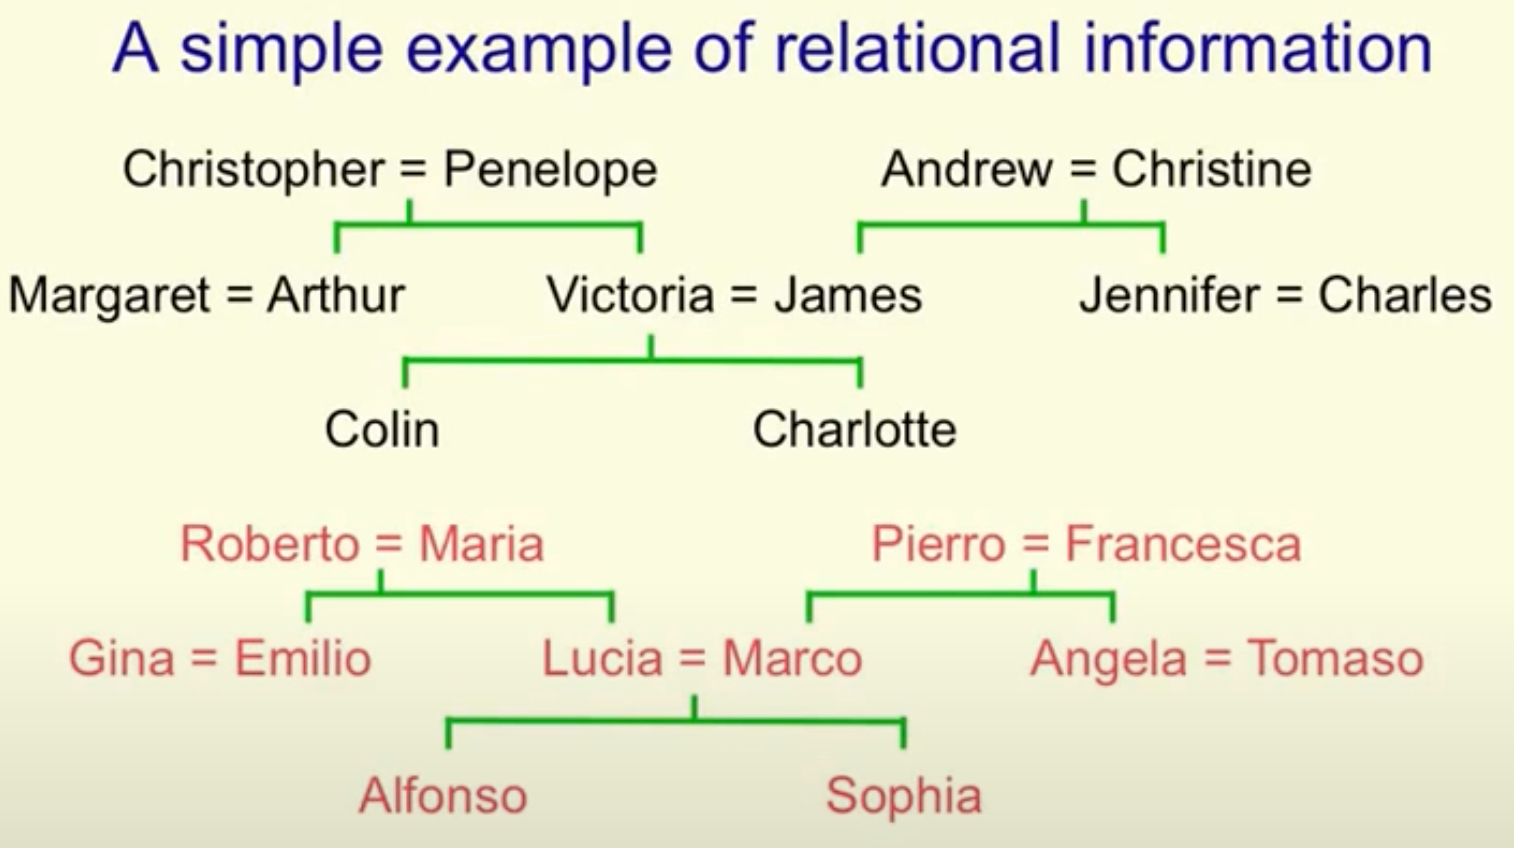 A simple example of relational information
Christopher = Penelope Andrew = Christine
Margaret = Arthur Victoria = James Jennifer = Charles
Colin Charlotte
Roberto = Maria Pierro = Francesca
Gina = Emilio Lucia = Marco Angela = Tomaso
Alfonso Sophia